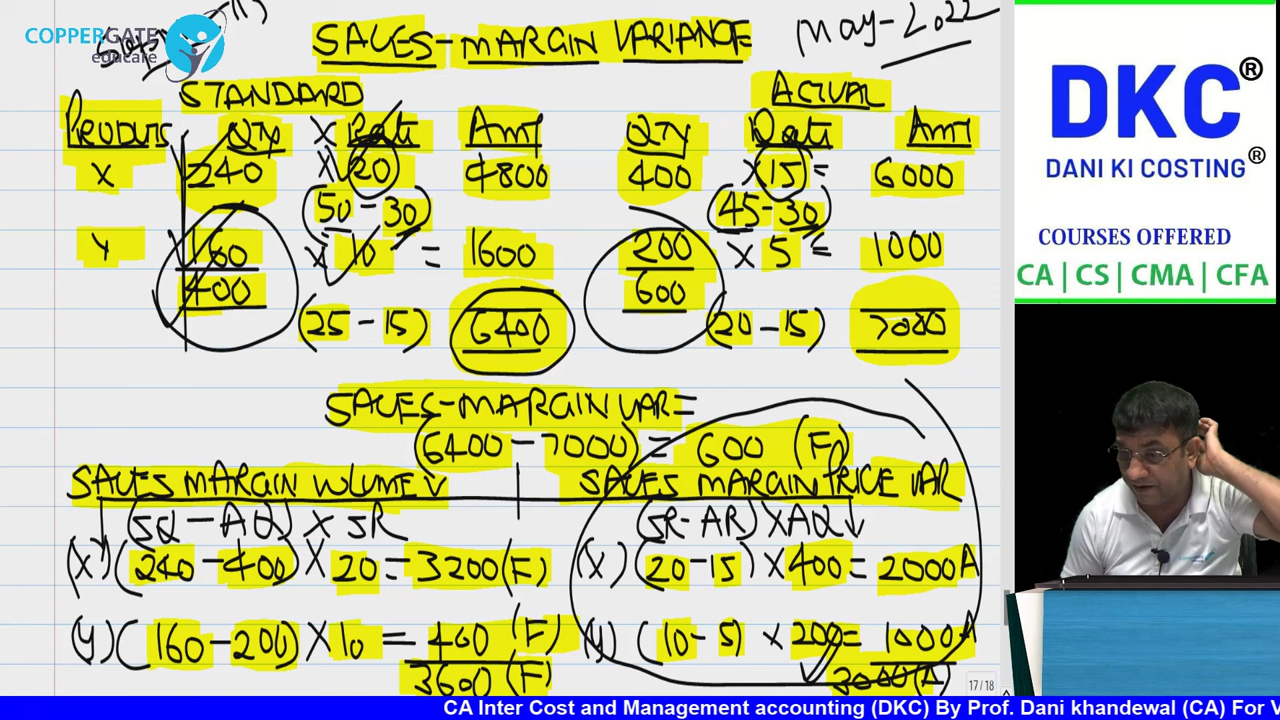 COPPERGATE
educate
SALES-MARGIN VARIANCE
May-2022
STANDARD ACTUAL
PRODUTS QTY X Rate Amt QTY Rate Amt
X 240 X 20 4800 400 X 15 = 6000
(50-30) (45-30)
Y 160 X 10 = 1600 200 X 5 = 1000
400 600
(25-15) 6400 (20-15) 7000
SALES-MARGIN VAR=
(6400-7000) = 600 (F)
SALES MARGIN VOLUME V SALES MARGIN PRICE VAR
(SQ-AQ) X SR (SR-AR) X AQ
(X) (240-400) X 20 = 3200 (F) (X) (20-15) X 400 = 2000 A
(Y) (160-200) X 10 = 400 (F) (Y) (10-5) X 200 = 1000 A
3600 (F) 3000 (A)
17/18
DKC®
DANI KI COSTING®
COURSES OFFERED
CA | CS | CMA | CFA
CA Inter Cost and Management accounting (DKC) By Prof. Dani khandewal (CA) For V